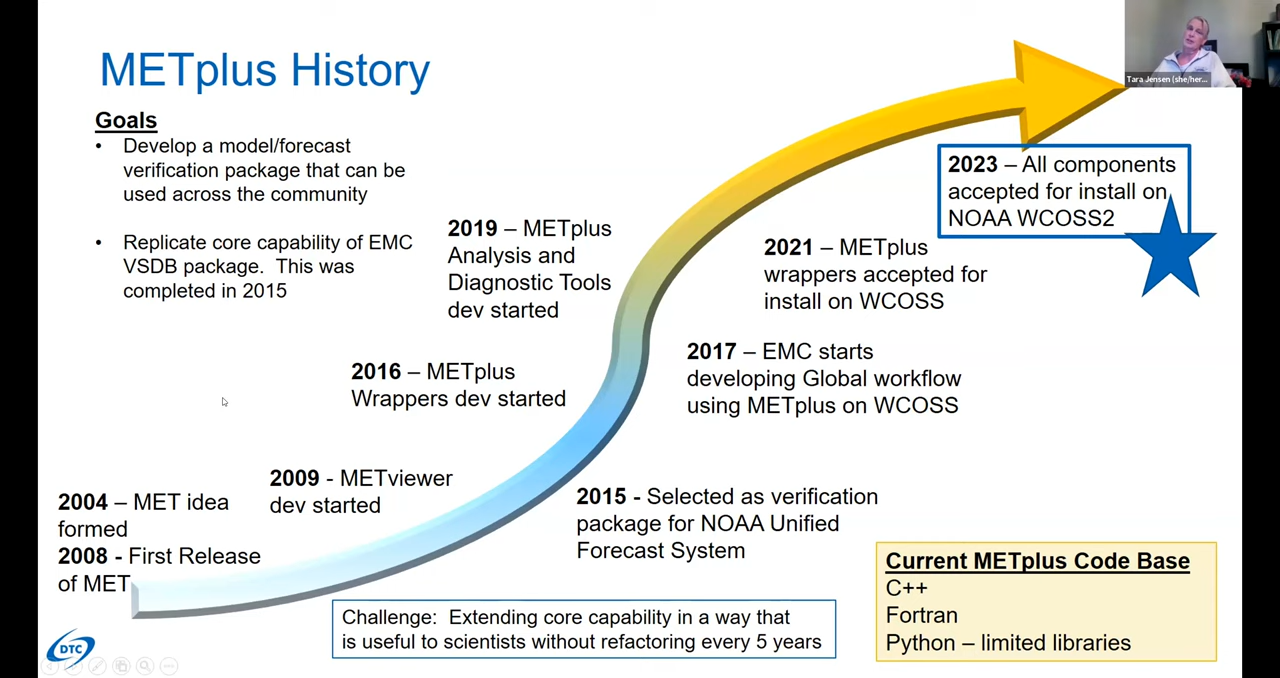 METplus History
Tara Jensen (she/her...
Goals
• Develop a model/forecast
verification package that can be
used across the community
• Replicate core capability of EMC
VSDB package.  This was
completed in 2015
2023 – All components
accepted for install on
NOAA WCOSS2
2019 – METplus
Analysis and
Diagnostic Tools
dev started
2021 – METplus
wrappers accepted for
install on WCOSS
2016 – METplus
Wrappers dev started
2017 – EMC starts
developing Global workflow
using METplus on WCOSS
2009 - METviewer
dev started
2004 – MET idea
formed
2008 - First Release
of MET
2015 - Selected as verification
package for NOAA Unified
Forecast System
Current METplus Code Base
C++
Fortran
Python – limited libraries
Challenge:  Extending core capability in a way that
is useful to scientists without refactoring every 5 years
DTC